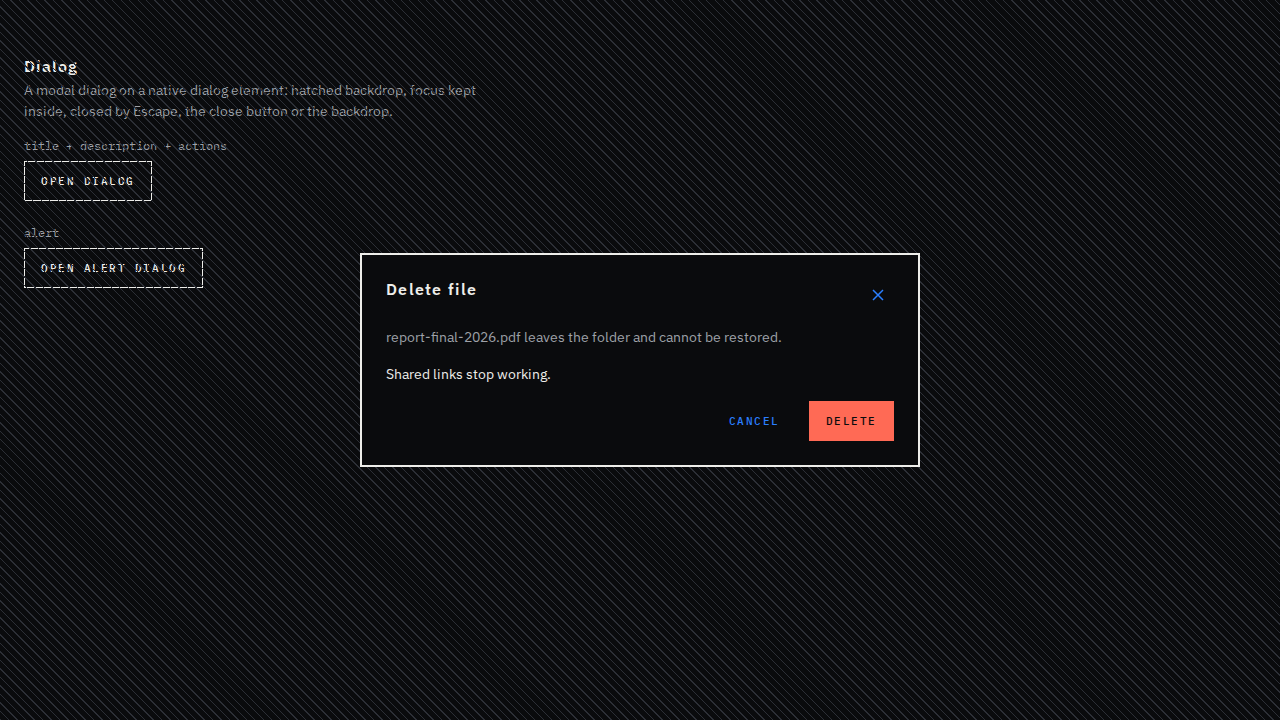 Dialog
A modal dialog on a native dialog element: hatched backdrop, focus kept
inside, closed by Escape, the close button or the backdrop.
title + description + actions
OPEN DIALOG
alert
OPEN ALERT DIALOG
Delete file
report-final-2026.pdf leaves the folder and cannot be restored.
Shared links stop working.
CANCEL DELETE